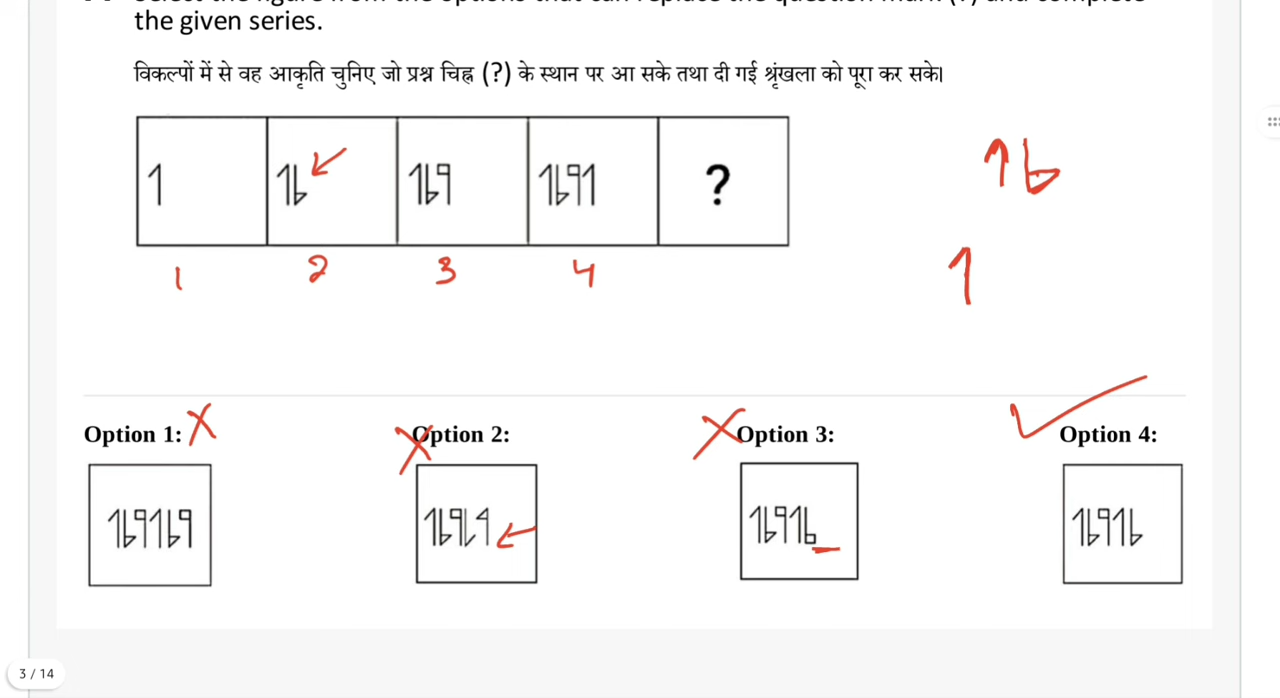 the given series.
विकल्पों में से वह आकृति चुनिए जो प्रश्न चिह्न (?) के स्थान पर आ सके तथा दी गई श्रृंखला को पूरा कर सके।
?
1 2 3 4
Option 1: Option 2: Option 3: Option 4:
3 / 14